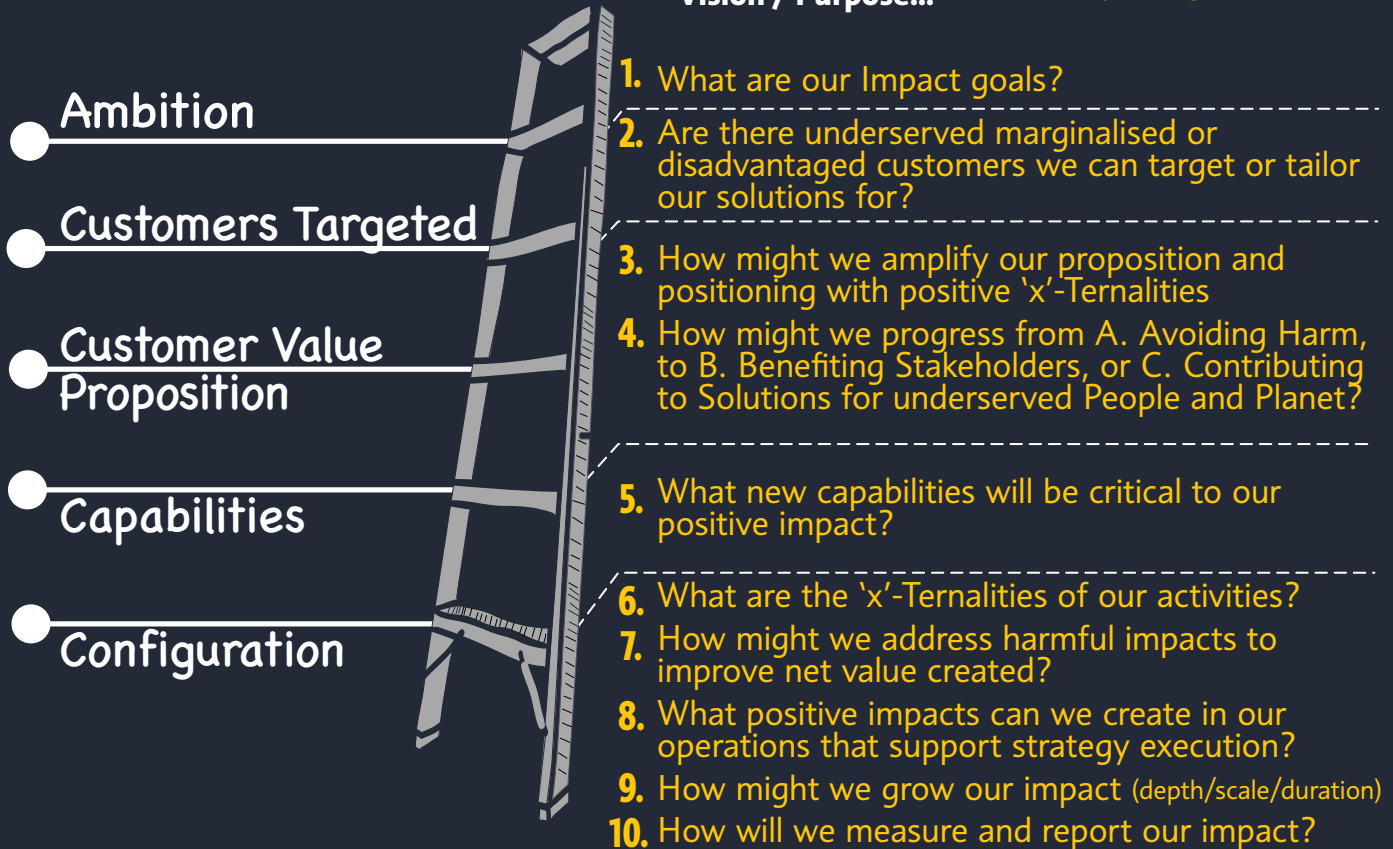 Vision / Purpose...
Ambition
Customers Targeted
Customer Value
Proposition
Capabilities
Configuration
1. What are our Impact goals?
2. Are there underserved marginalised or
disadvantaged customers we can target or tailor
our solutions for?
3. How might we amplify our proposition and
positioning with positive ‘x’-Ternalities
4. How might we progress from A. Avoiding Harm,
to B. Benefiting Stakeholders, or C. Contributing
to Solutions for underserved People and Planet?
5. What new capabilities will be critical to our
positive impact?
6. What are the ‘x’-Ternalities of our activities?
7. How might we address harmful impacts to
improve net value created?
8. What positive impacts can we create in our
operations that support strategy execution?
9. How might we grow our impact (depth/scale/duration)
10. How will we measure and report our impact?